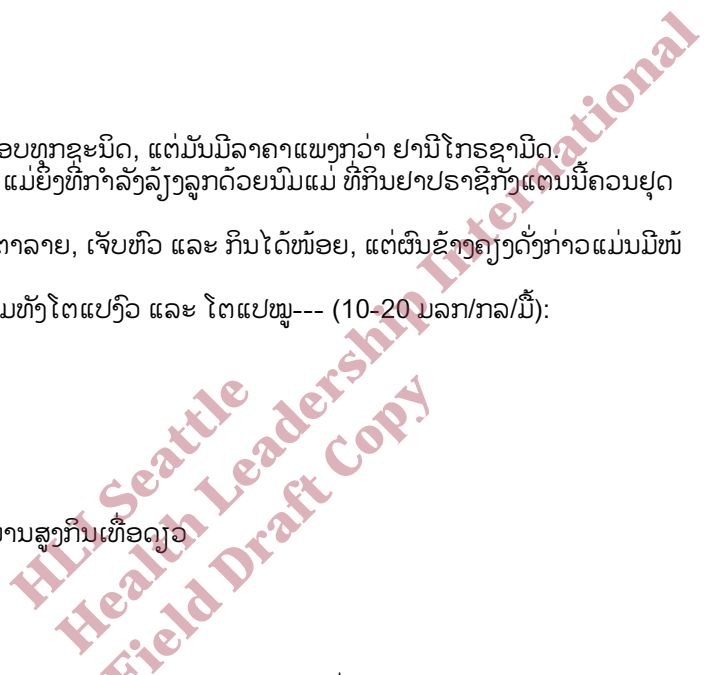 ອບທຸກຊະນິດ, ແຕ່ມັນມີລາຄາແພງກວ່າ ຢານີໂກຣຊາມີດ.
ແມ່ຍິງທີ່ກຳລັງລ້ຽງລູກດ້ວຍນົມແມ່ ທີ່ກິນຢາປຣາຊີກັງແຕນນີ້ຄວນຢຸດ
ຕາລາຍ, ເຈັບຫົວ ແລະ ກິນໄດ້ໜ້ອຍ, ແຕ່ຜົນຂ້າງຄຽງດັ່ງກ່າວແມ່ນມີໜ້
ມທັງໂຕແປງົວ ແລະ ໂຕແປໝູ--- (10-20 ມລກ/ກລ/ມື້):
ານສູງກິນເທື່ອດຽວ
HLI Seattle
Health Leadership International
Field Draft Copy